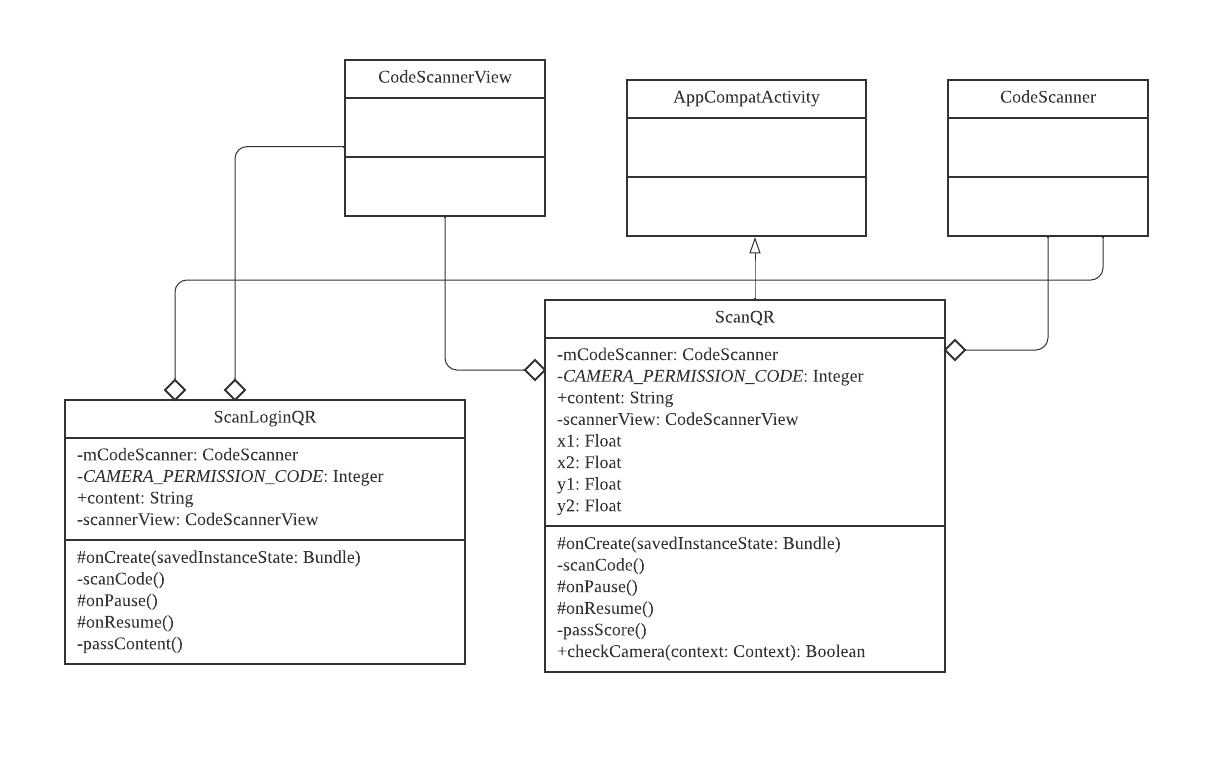 CodeScannerView
AppCompatActivity
CodeScanner
ScanQR
-mCodeScanner: CodeScanner
-CAMERA_PERMISSION_CODE: Integer
+content: String
-scannerView: CodeScannerView
x1: Float
x2: Float
y1: Float
y2: Float
#onCreate(savedInstanceState: Bundle)
-scanCode()
#onPause()
#onResume()
-passScore()
+checkCamera(context: Context): Boolean
ScanLoginQR
-mCodeScanner: CodeScanner
-CAMERA_PERMISSION_CODE: Integer
+content: String
-scannerView: CodeScannerView
#onCreate(savedInstanceState: Bundle)
-scanCode()
#onPause()
#onResume()
-passContent()